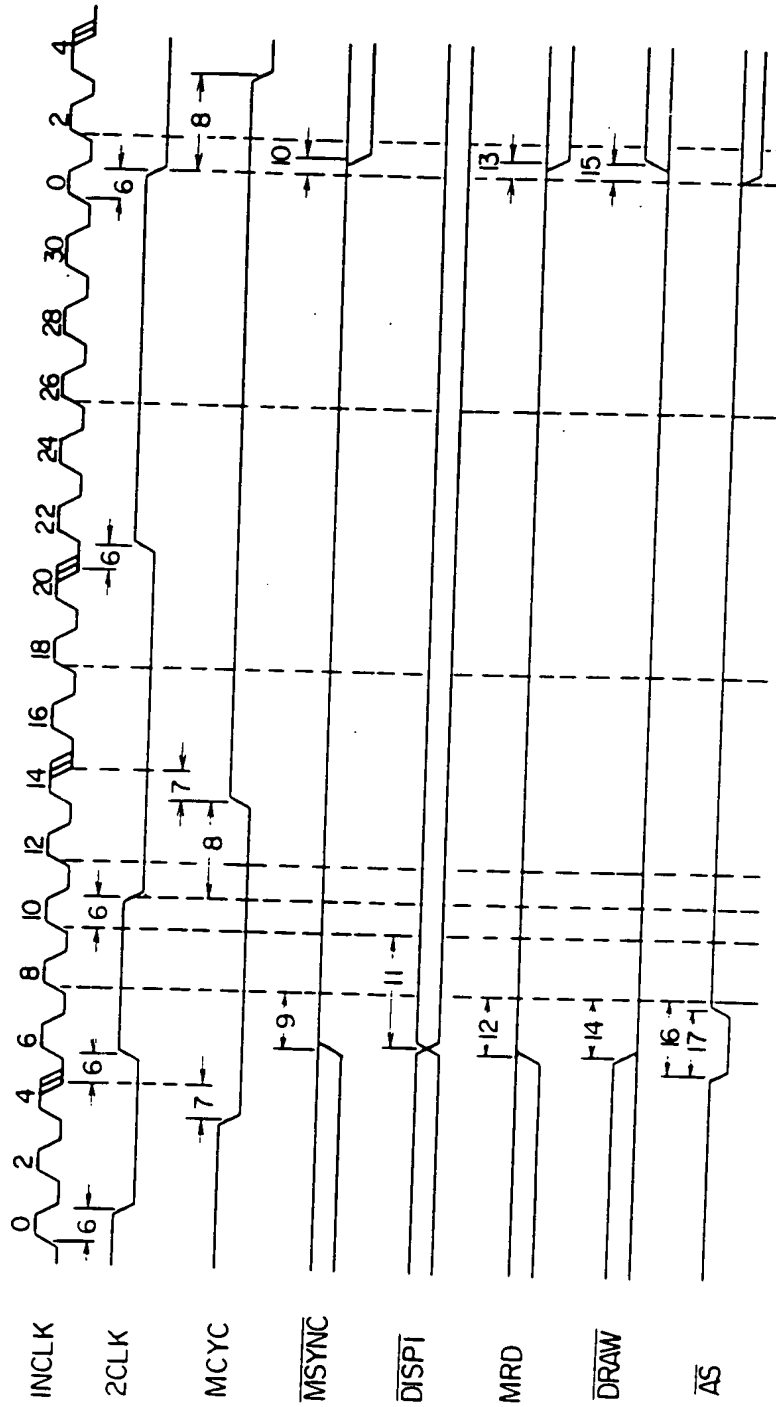 INCLK 0 2 4 6 8 10 12 14 16 18 20 22 24 26 28 30 0 2 4
2CLK 6 6 6 6 6
MCYC 7 8 7 8
MSYNC 9 10
DISPI 11
MRD 12 13
DRAW 14 15
AS 16
17